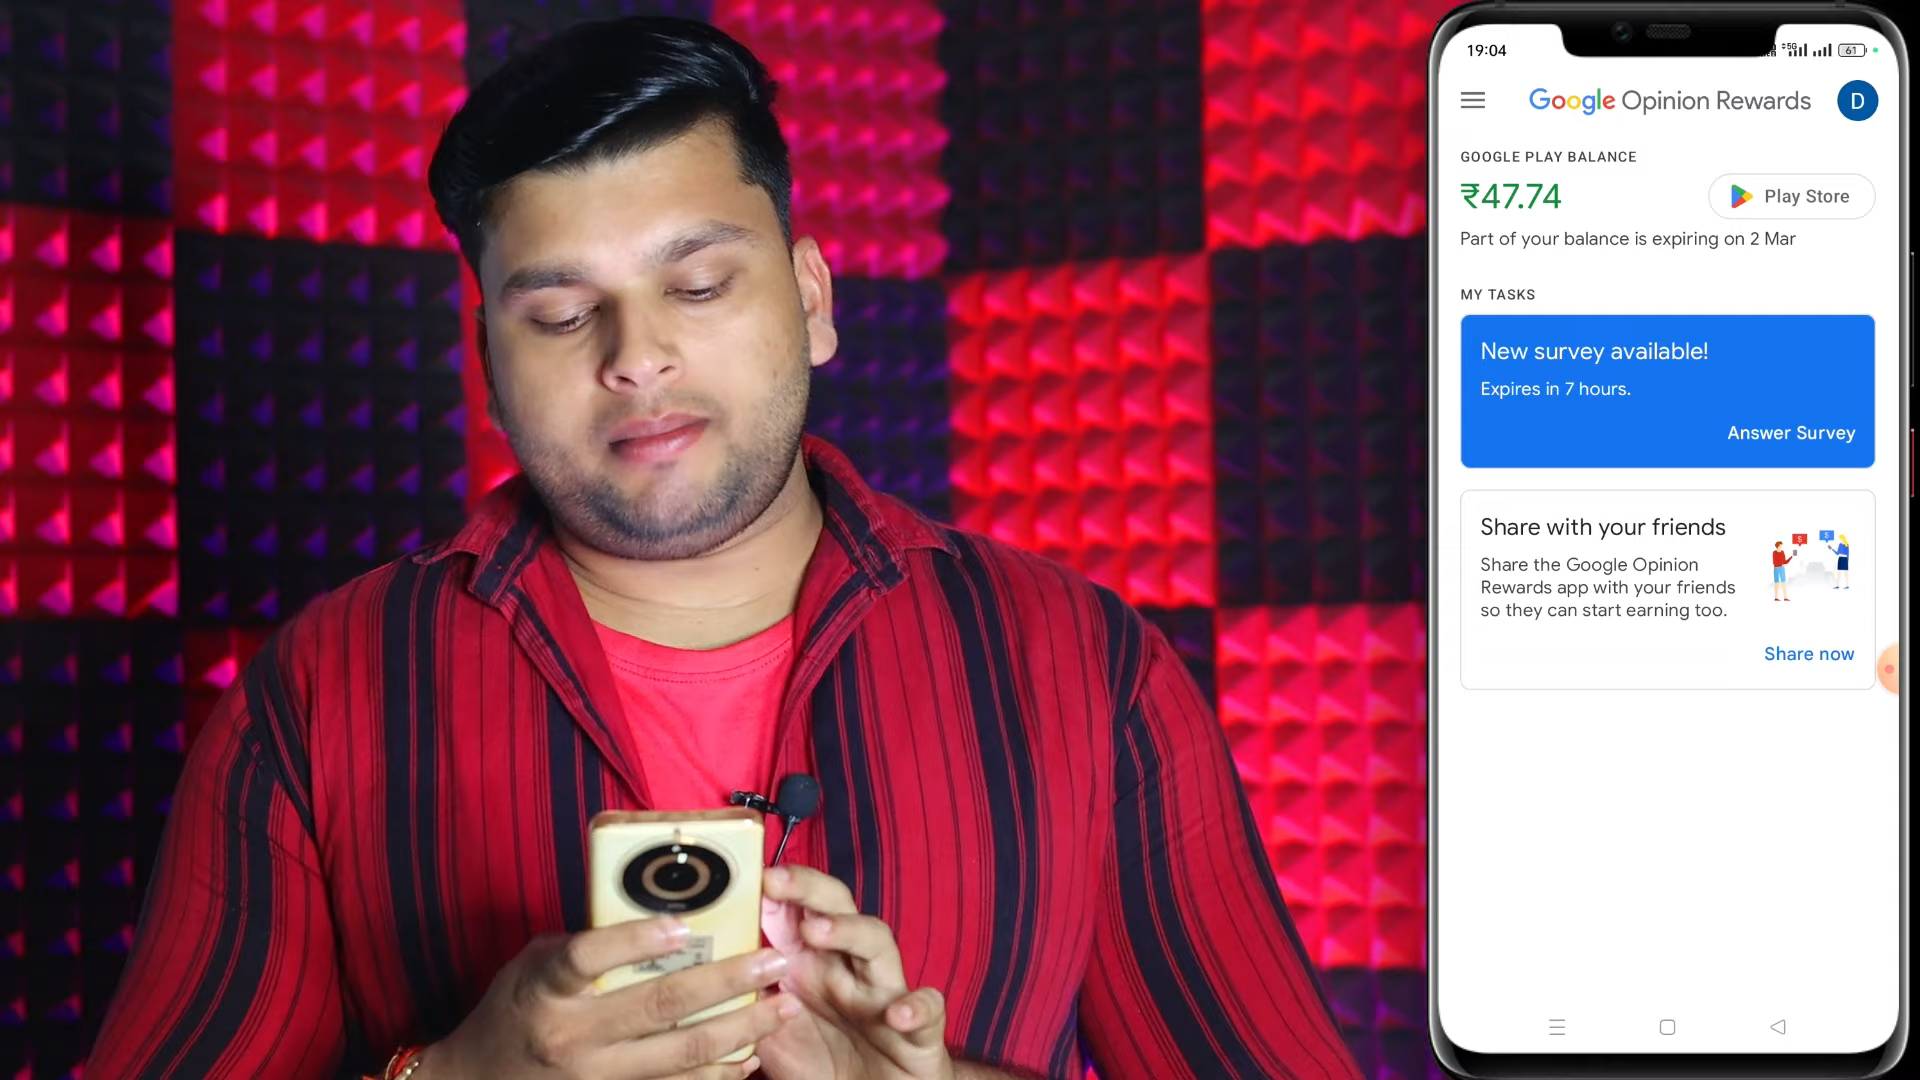 19:04
5G
61
Google Opinion Rewards
D
GOOGLE PLAY BALANCE
₹47.74
Play Store
Part of your balance is expiring on 2 Mar
MY TASKS
New survey available!
Expires in 7 hours.
Answer Survey
Share with your friends
Share the Google Opinion
Rewards app with your friends
so they can start earning too.
Share now